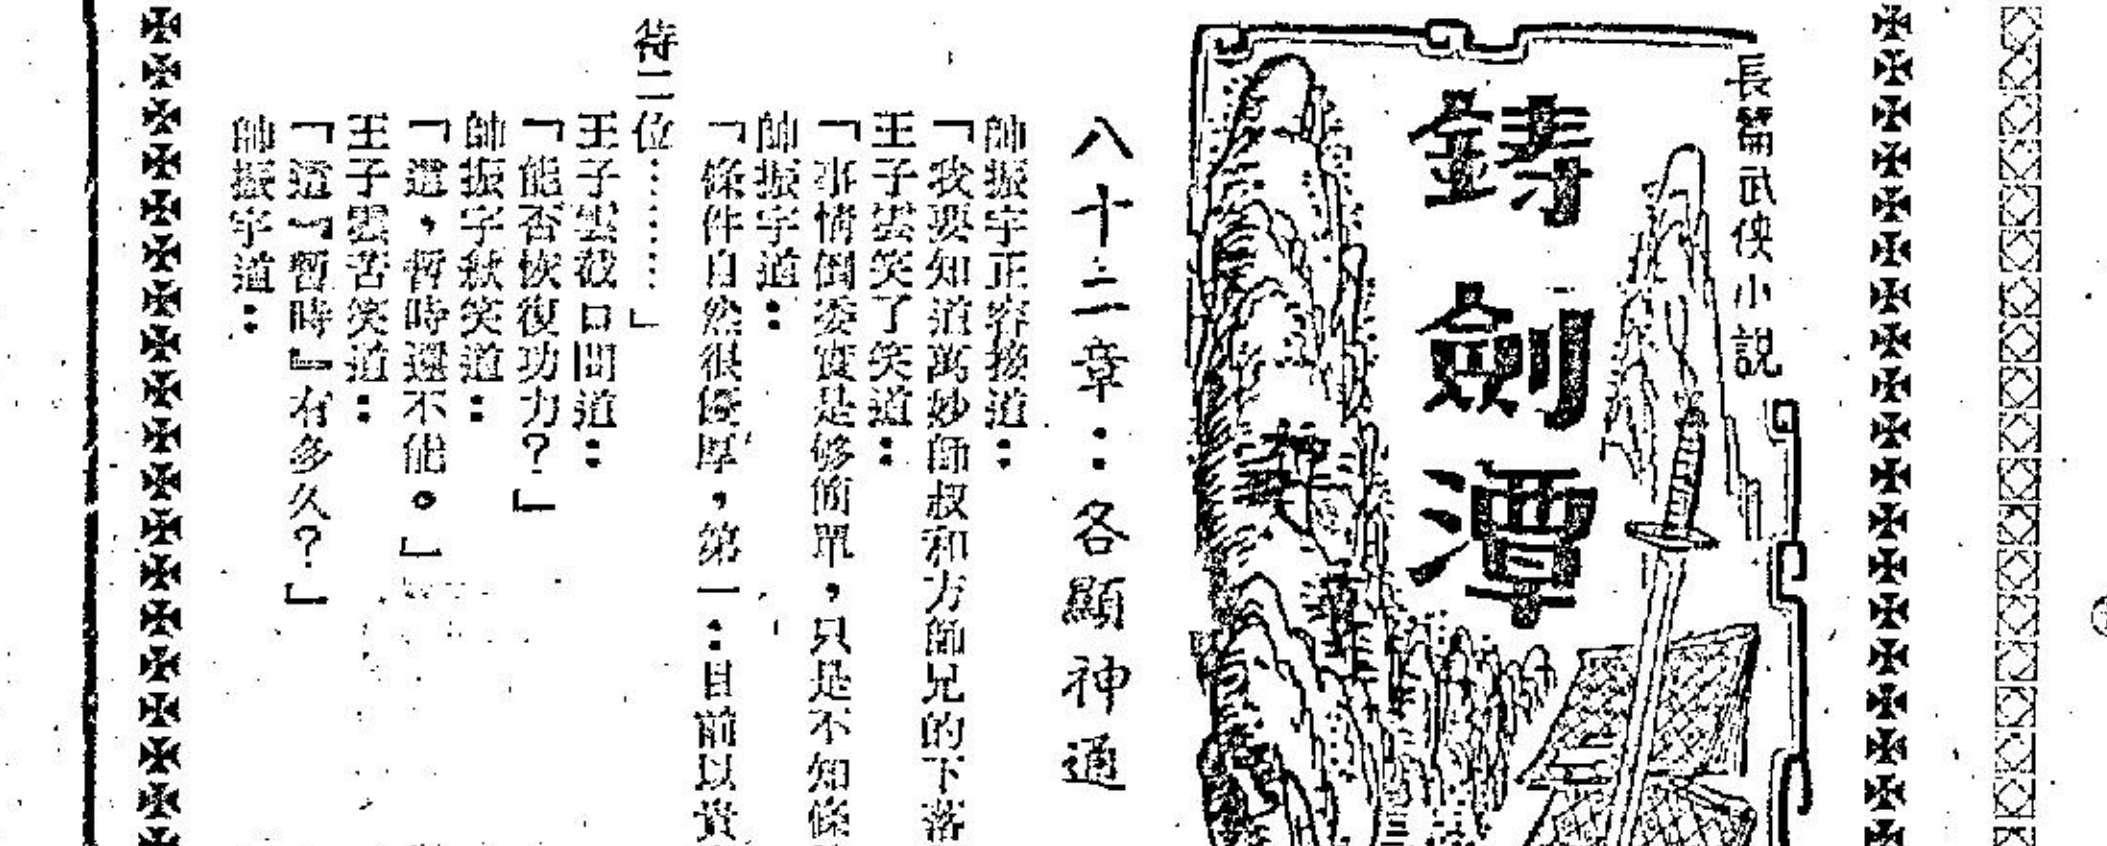 長篇武俠小說
鑄劍潭
八十二章：各顯神通
帥振宇正容接道：
「我要知道萬妙師叔和方師兄的下落
王子雲笑了笑道：
「事情倒委實是够簡單，只是不知條
帥振宇道：
「條件自然很優厚，第一：目前以貴
待二位………」
王子雲截口問道：
「能否恢復功力？」
帥振宇歉笑道：
「這，暫時還不能。」
王子雲苦笑道：
「這『暫時』有多久？」
帥振宇道：